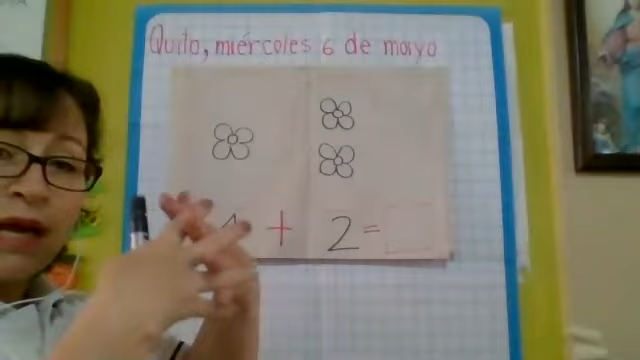 Quito, miércoles 6 de mayo
1 + 2 =